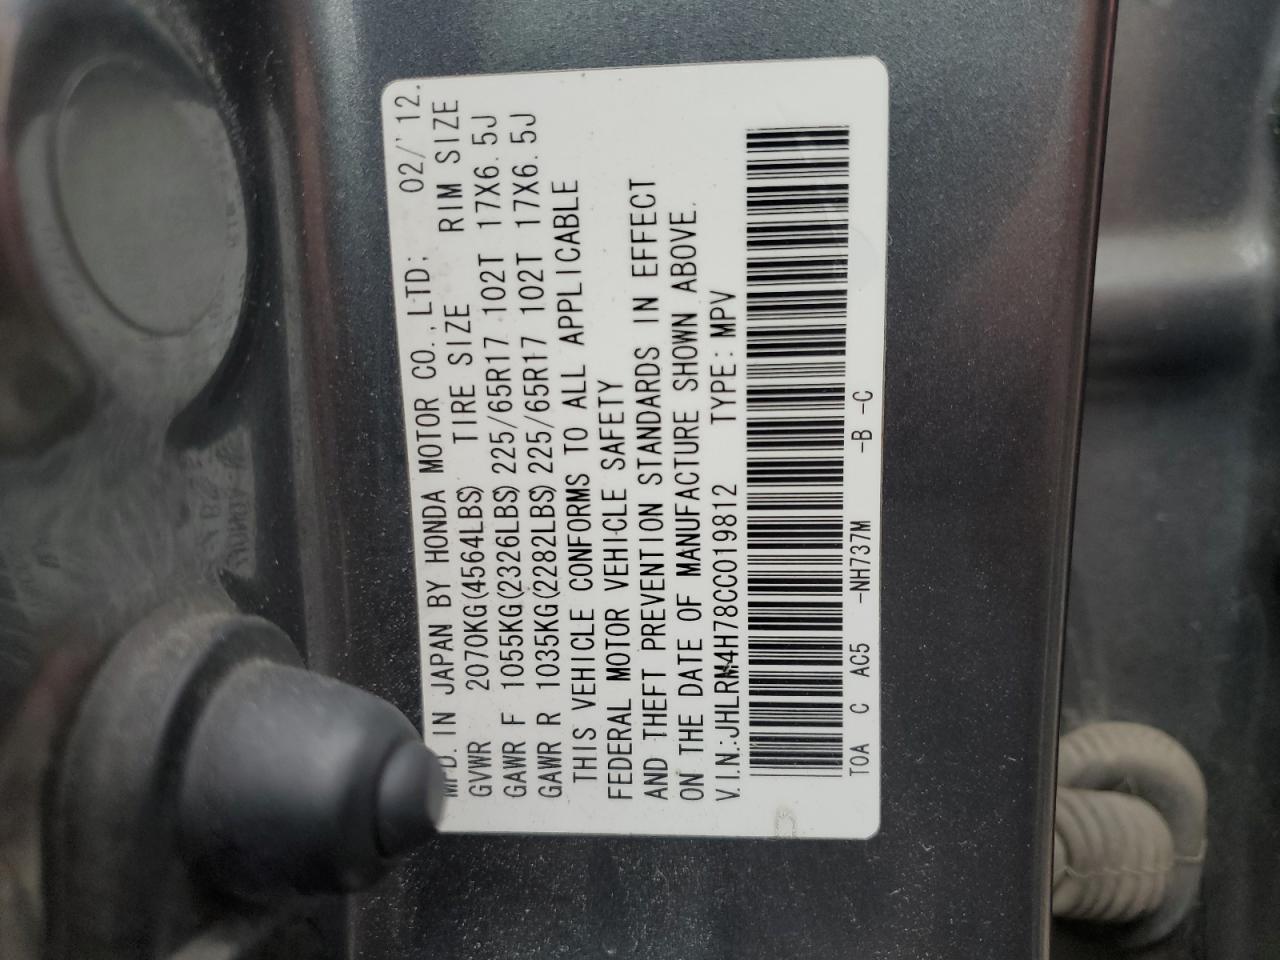 MFD. IN JAPAN BY HONDA MOTOR CO.,LTD; 02/'12.
GVWR 2070KG(4564LBS) TIRE SIZE RIM SIZE
GAWR F 1055KG(2326LBS) 225/65R17 102T 17X6.5J
GAWR R 1035KG(2282LBS) 225/65R17 102T 17X6.5J
THIS VEHICLE CONFORMS TO ALL APPLICABLE
FEDERAL MOTOR VEHICLE SAFETY
AND THEFT PREVENTION STANDARDS IN EFFECT
ON THE DATE OF MANUFACTURE SHOWN ABOVE.
V.I.N.:JHLRM4H78CC019812 TYPE:MPV
T0A C AC5 -NH737M -B -C